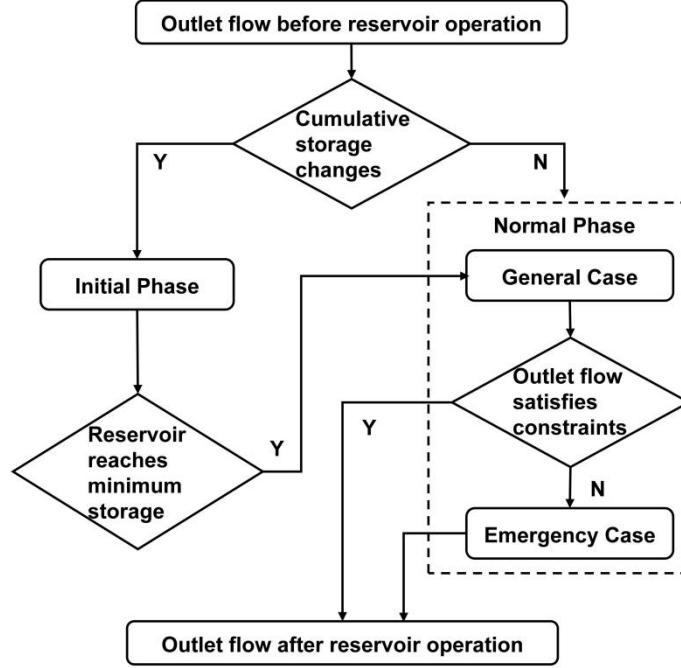 Outlet flow before reservoir operation
Cumulative
storage
changes
Y
N
Normal Phase
Initial Phase
General Case
Outlet flow
satisfies
constraints
Reservoir
reaches
minimum
storage
Y
Y
N
Emergency Case
Outlet flow after reservoir operation